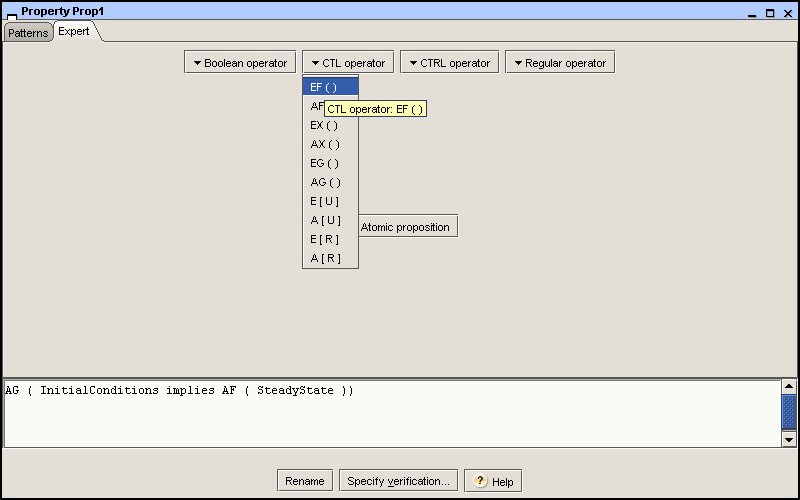 Property Prop1
Patterns
Expert
Boolean operator
CTL operator
CTRL operator
Regular operator
EF ( )
AF
CTL operator: EF ( )
EX ( )
AX ( )
EG ( )
AG ( )
E [ U ]
A [ U ]
Atomic proposition
E [ R ]
A [ R ]
AG ( InitialConditions implies AF ( SteadyState ))
Rename
Specify verification...
? Help